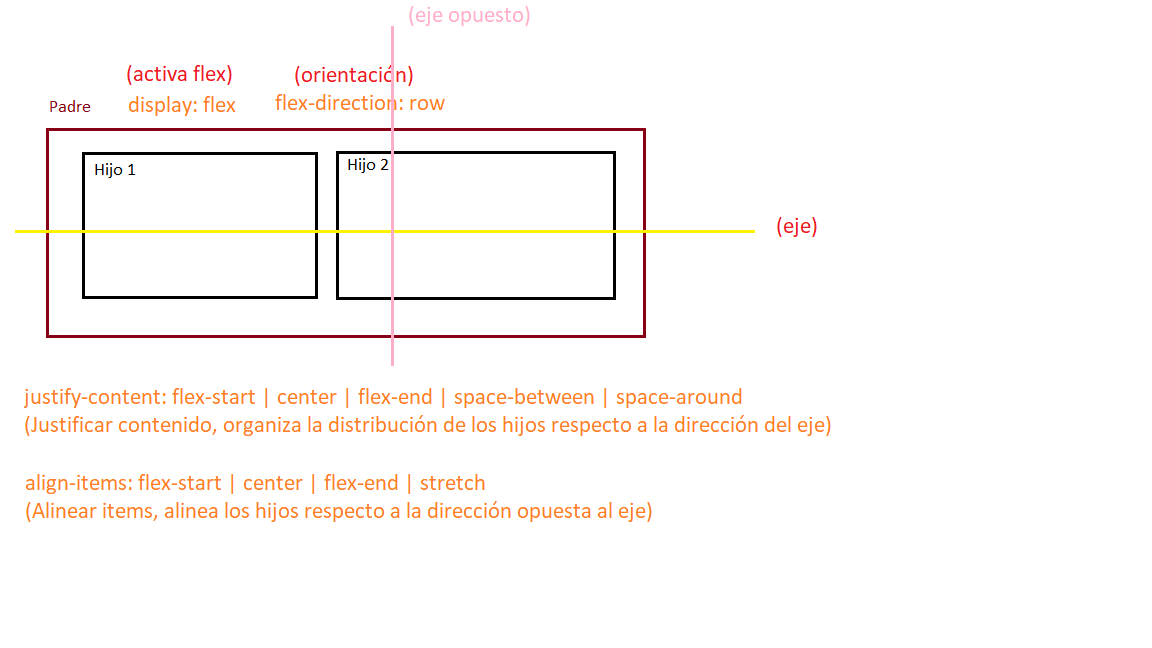 (eje opuesto)
(activa flex) (orientación)
Padre display: flex flex-direction: row
Hijo 1 Hijo 2
(eje)
justify-content: flex-start | center | flex-end | space-between | space-around
(Justificar contenido, organiza la distribución de los hijos respecto a la dirección del eje)
align-items: flex-start | center | flex-end | stretch
(Alinear items, alinea los hijos respecto a la dirección opuesta al eje)